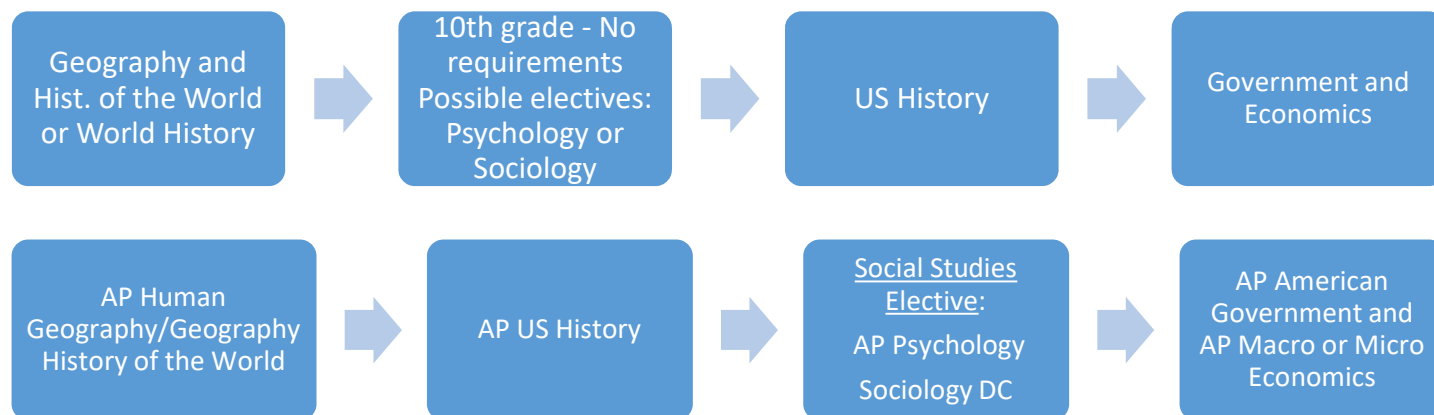 Geography and
Hist. of the World
or World History
10th grade - No
requirements
Possible electives:
Psychology or
Sociology
US History
Government and
Economics
AP Human
Geography/Geography
History of the World
AP US History
Social Studies
Elective:
AP Psychology
Sociology DC
AP American
Government and
AP Macro or Micro
Economics